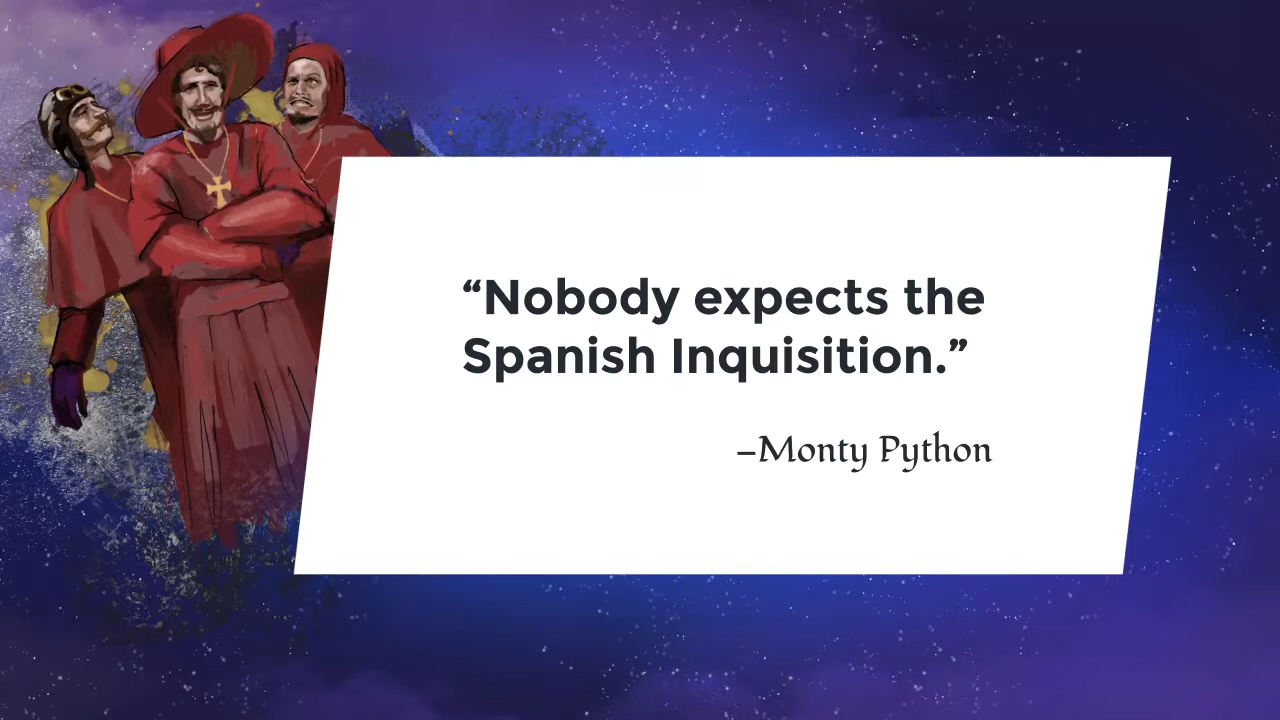 “Nobody expects the
Spanish Inquisition.”
–Monty Python